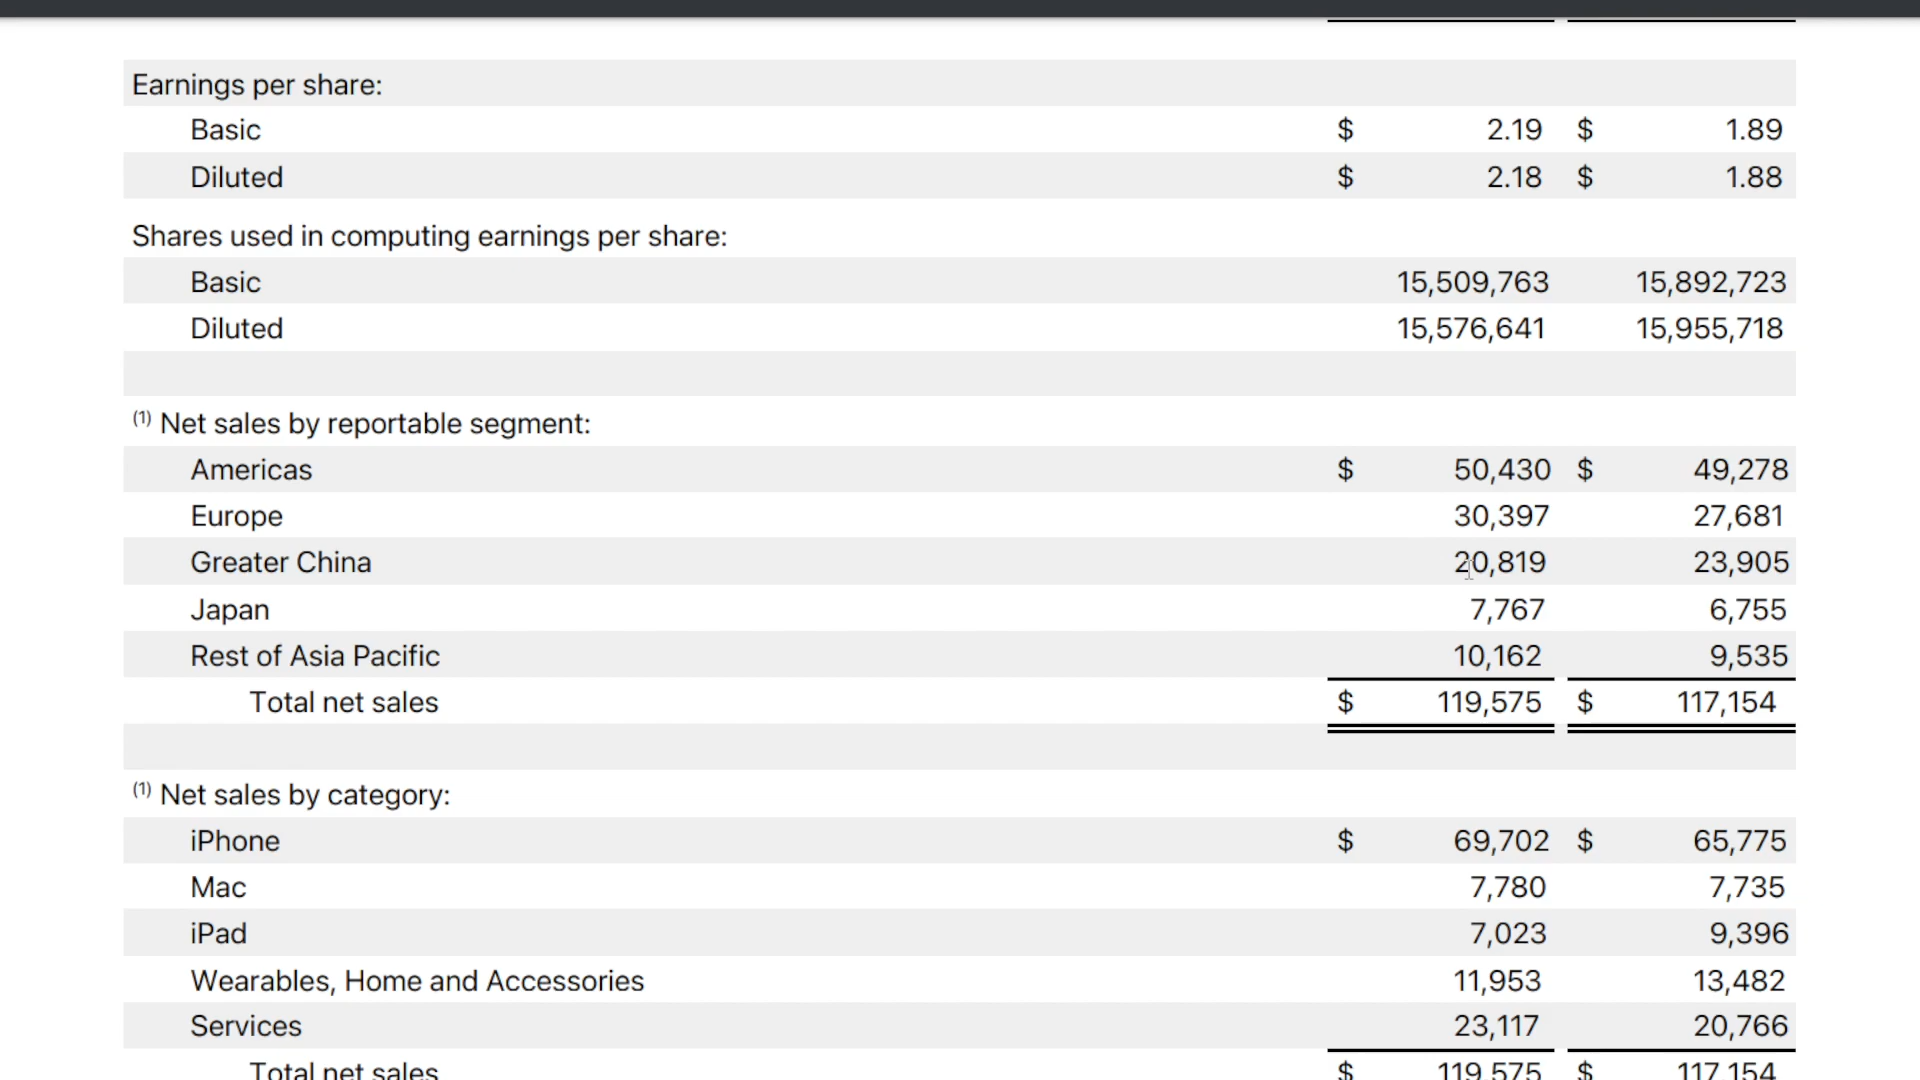 Earnings per share:
Basic $ 2.19 $ 1.89
Diluted $ 2.18 $ 1.88
Shares used in computing earnings per share:
Basic 15,509,763 15,892,723
Diluted 15,576,641 15,955,718
(1) Net sales by reportable segment:
Americas $ 50,430 $ 49,278
Europe 30,397 27,681
Greater China 20,819 23,905
Japan 7,767 6,755
Rest of Asia Pacific 10,162 9,535
Total net sales $ 119,575 $ 117,154
(1) Net sales by category:
iPhone $ 69,702 $ 65,775
Mac 7,780 7,735
iPad 7,023 9,396
Wearables, Home and Accessories 11,953 13,482
Services 23,117 20,766
Total net sales $ 119,575 $ 117,154